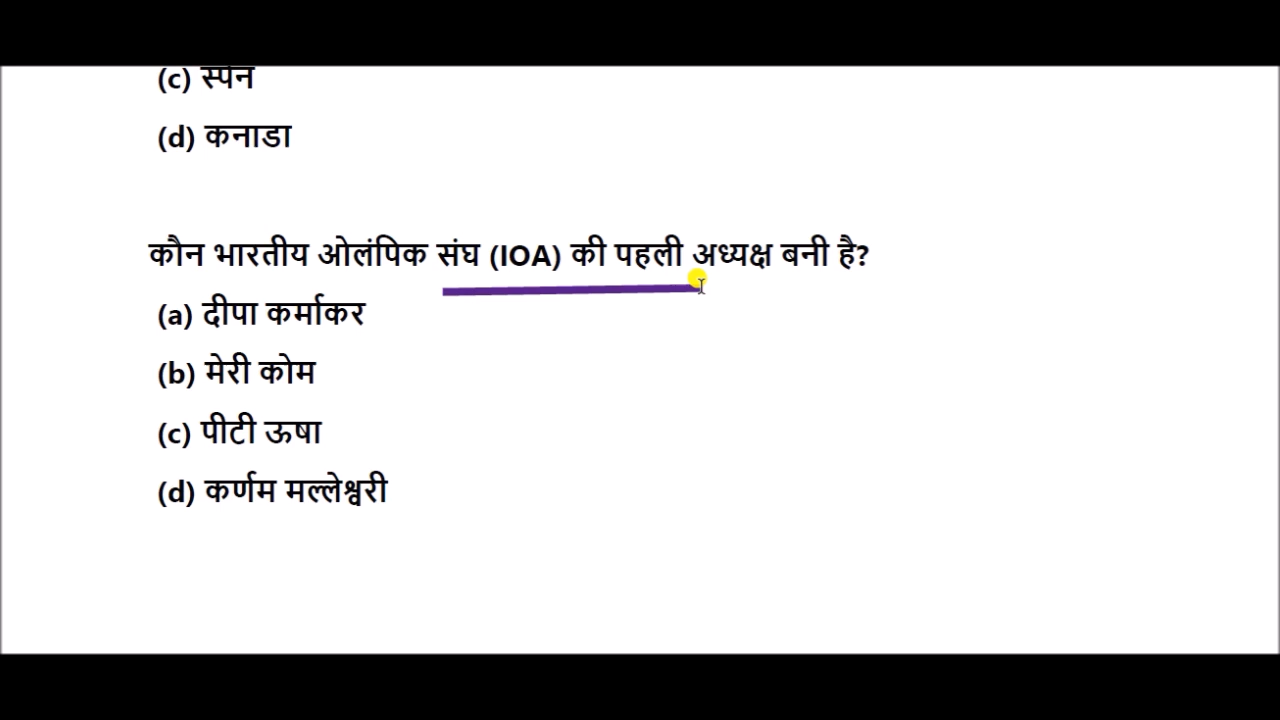 (c) स्पेन
(d) कनाडा
कौन भारतीय ओलंपिक संघ (IOA) की पहली अध्यक्ष बनी है?
(a) दीपा कर्माकर
(b) मेरी कोम
(c) पीटी ऊषा
(d) कर्णम मल्लेश्वरी